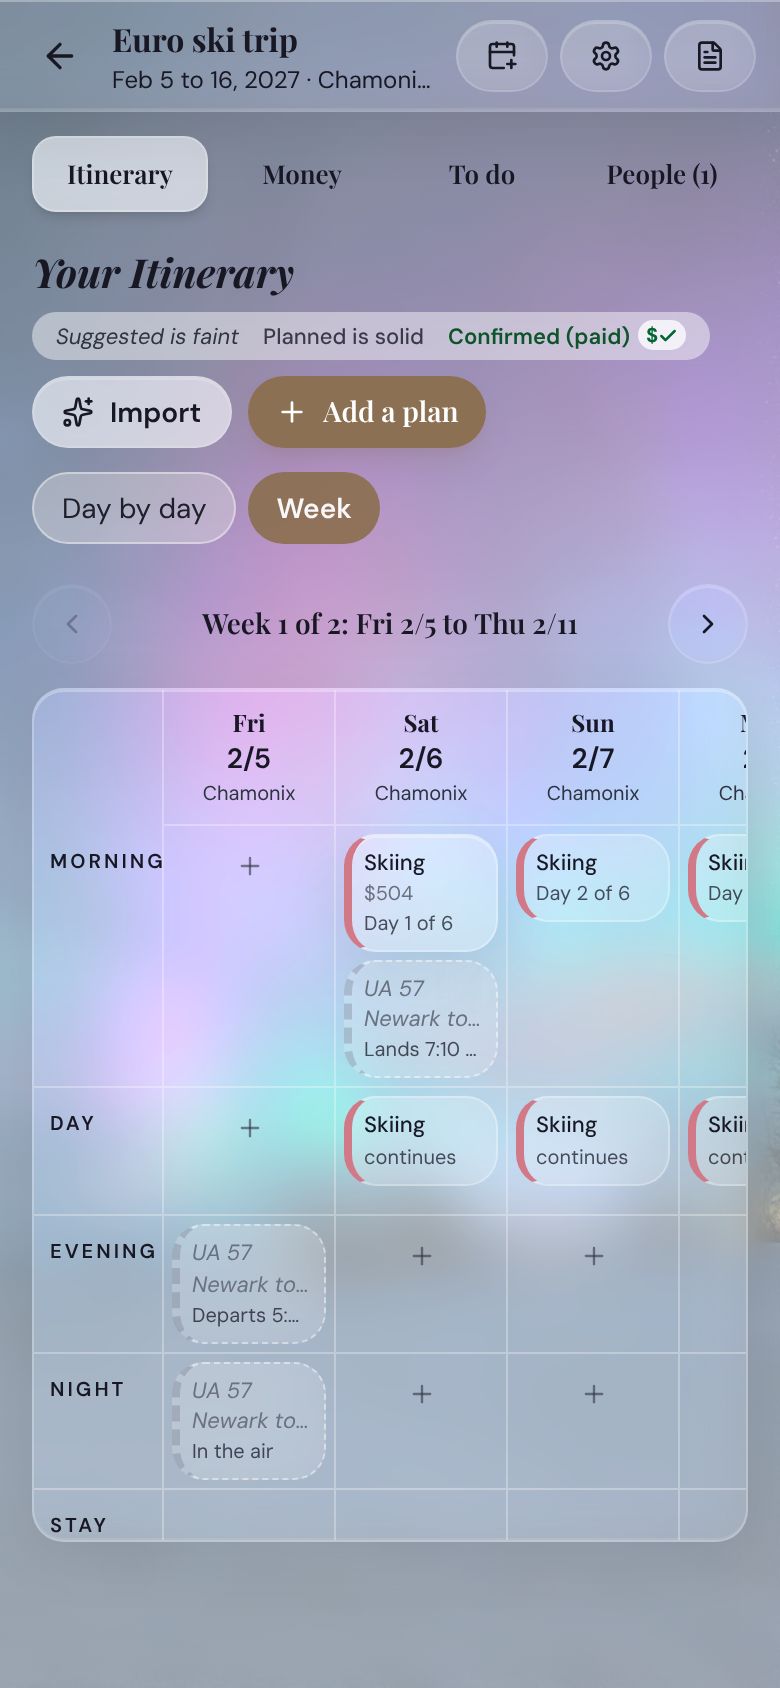 Euro ski trip
Feb 5 to 16, 2027 · Chamoni...
Itinerary Money To do People (1)
Your Itinerary
Suggested is faint Planned is solid Confirmed (paid) $✓
Import + Add a plan
Day by day Week
Week 1 of 2: Fri 2/5 to Thu 2/11
Fri Sat Sun
2/5 2/6 2/7
Chamonix Chamonix Chamonix
MORNING + Skiing Skiing
$504 Day 2 of 6
Day 1 of 6
UA 57
Newark to...
Lands 7:10 ...
DAY + Skiing Skiing
continues continues
EVENING UA 57 + +
Newark to...
Departs 5:...
NIGHT UA 57 + +
Newark to...
In the air
STAY